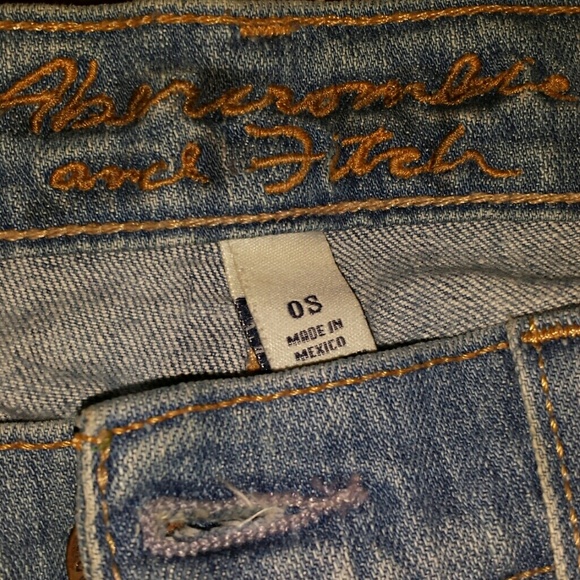 Abercrombie
and Fitch
0S
MADE IN
MEXICO